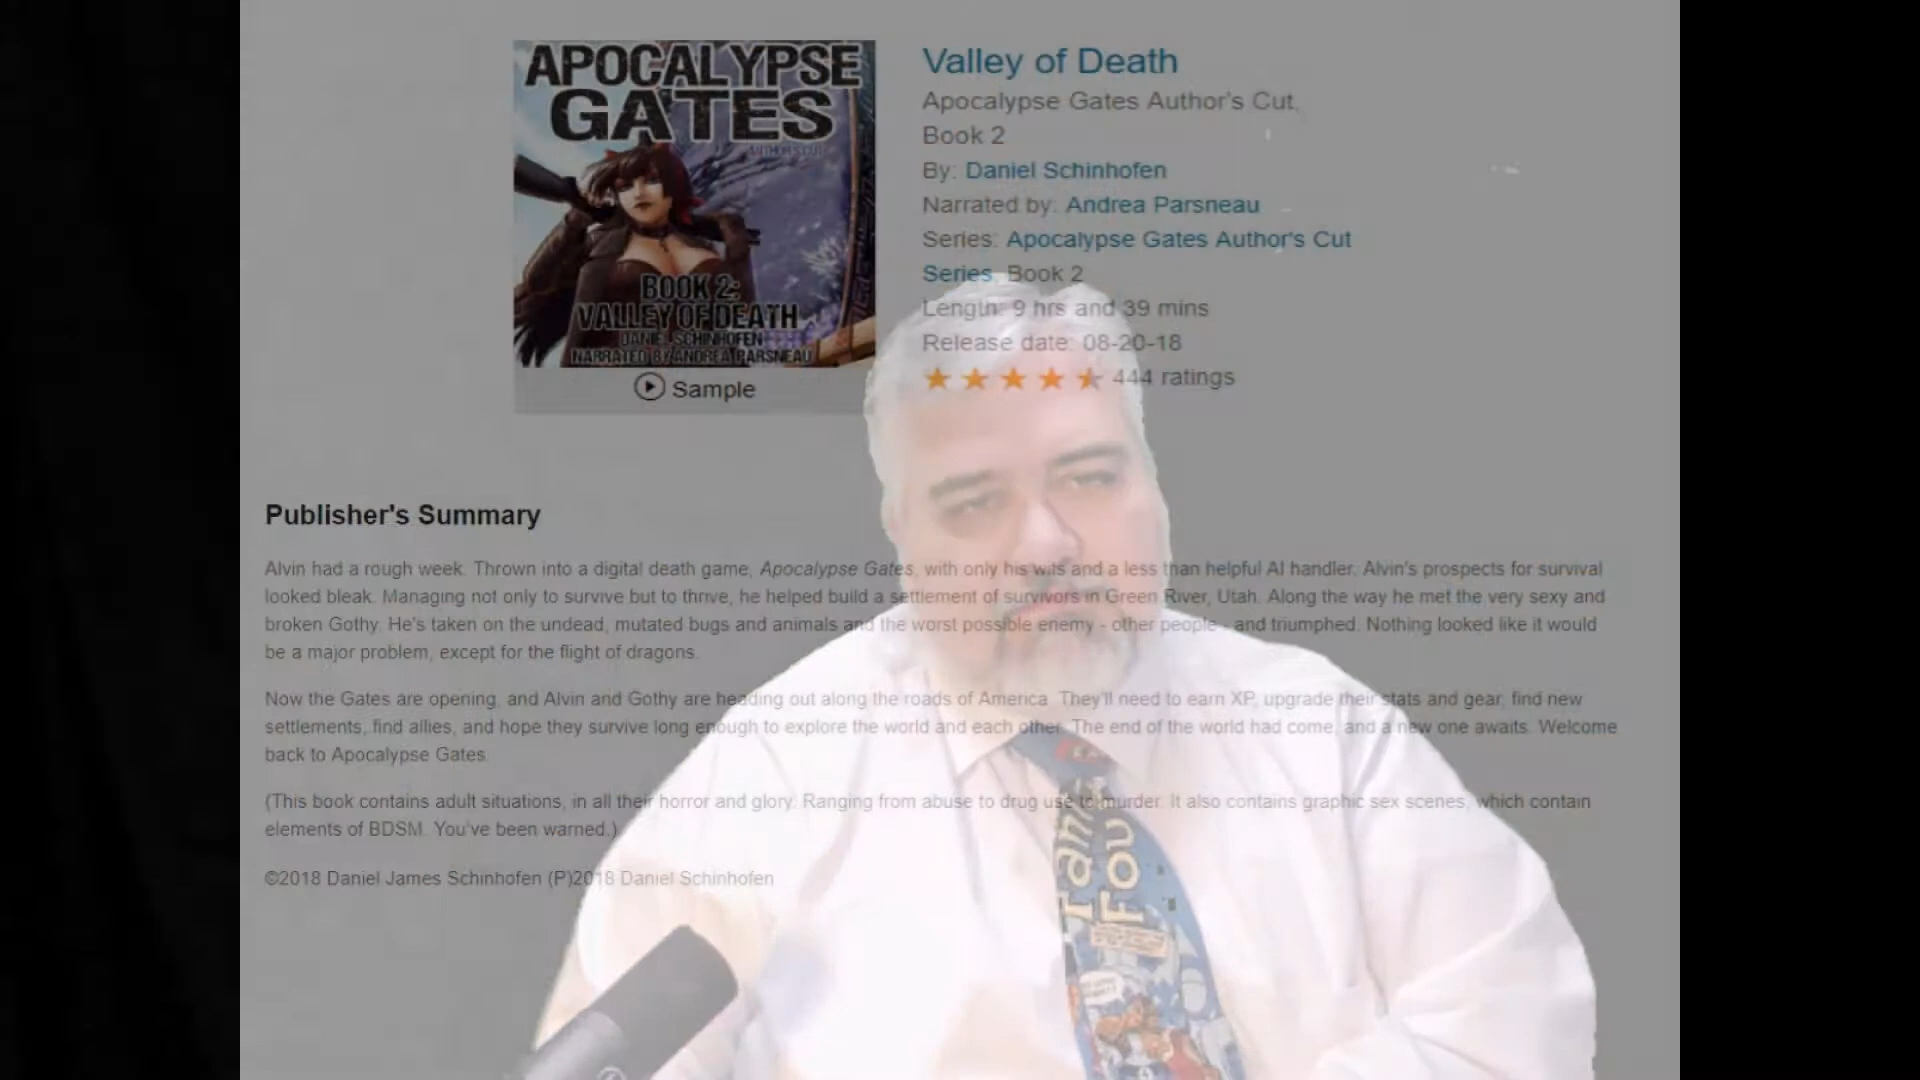 APOCALYPSE
GATES
AUTHOR'S CUT
BOOK 2:
VALLEY OF DEATH
DANIEL SCHINHOFEN
NARRATED BY ANDREA PARSNEAU
Sample
Valley of Death
Apocalypse Gates Author's Cut,
Book 2
By: Daniel Schinhofen
Narrated by: Andrea Parsneau
Series: Apocalypse Gates Author's Cut
Series, Book 2
Length: 9 hrs and 39 mins
Release date: 08-20-18
444 ratings
Publisher's Summary
Alvin had a rough week. Thrown into a digital death game, Apocalypse Gates, with only his wits and a less than helpful AI handler. Alvin's prospects for survival
looked bleak. Managing not only to survive but to thrive, he helped build a settlement of survivors in Green River, Utah. Along the way he met the very sexy and
broken Gothy. He's taken on the undead, mutated bugs and animals and the worst possible enemy - other people - and triumphed. Nothing looked like it would
be a major problem, except for the flight of dragons.
Now the Gates are opening, and Alvin and Gothy are heading out along the roads of America. They'll need to earn XP, upgrade their stats and gear, find new
settlements, find allies, and hope they survive long enough to explore the world and each other. The end of the world had come, and a new one awaits. Welcome
back to Apocalypse Gates.
(This book contains adult situations, in all their horror and glory. Ranging from abuse to drug use to murder. It also contains graphic sex scenes, which contain
elements of BDSM. You've been warned.)
©2018 Daniel James Schinhofen (P)2018 Daniel Schinhofen
Fantastic
Four